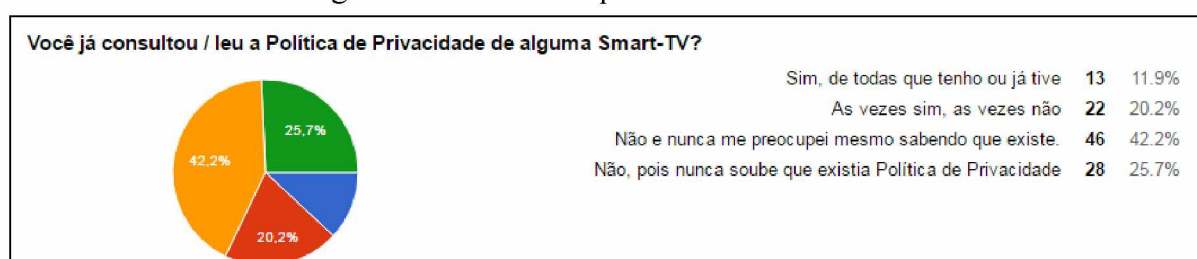 Você já consultou / leu a Política de Privacidade de alguma Smart-TV?
Sim, de todas que tenho ou já tive 13 11.9%
As vezes sim, as vezes não 22 20.2%
Não e nunca me preocupei mesmo sabendo que existe. 46 42.2%
Não, pois nunca soube que existia Política de Privacidade 28 25.7%
25,7%
42,2%
20,2%